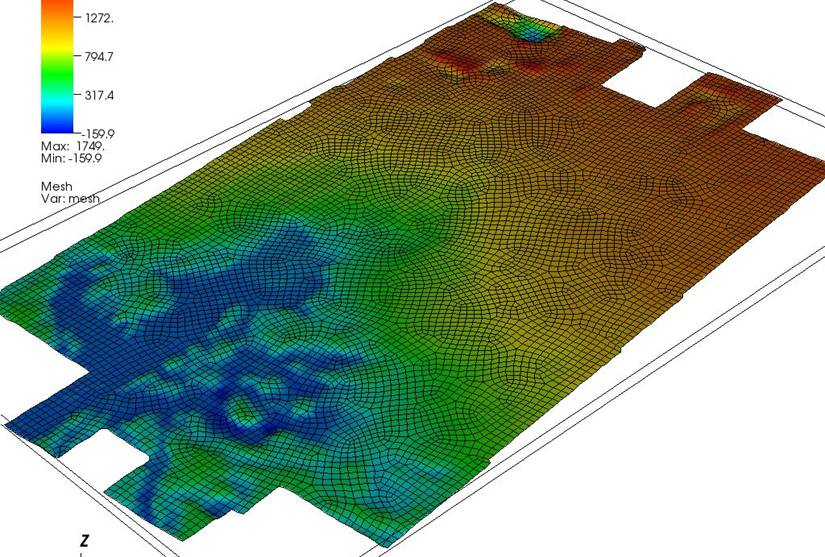 1272.
794.7
317.4
-159.9
Max: 1749.
Min: -159.9
Mesh
Var: mesh
Z